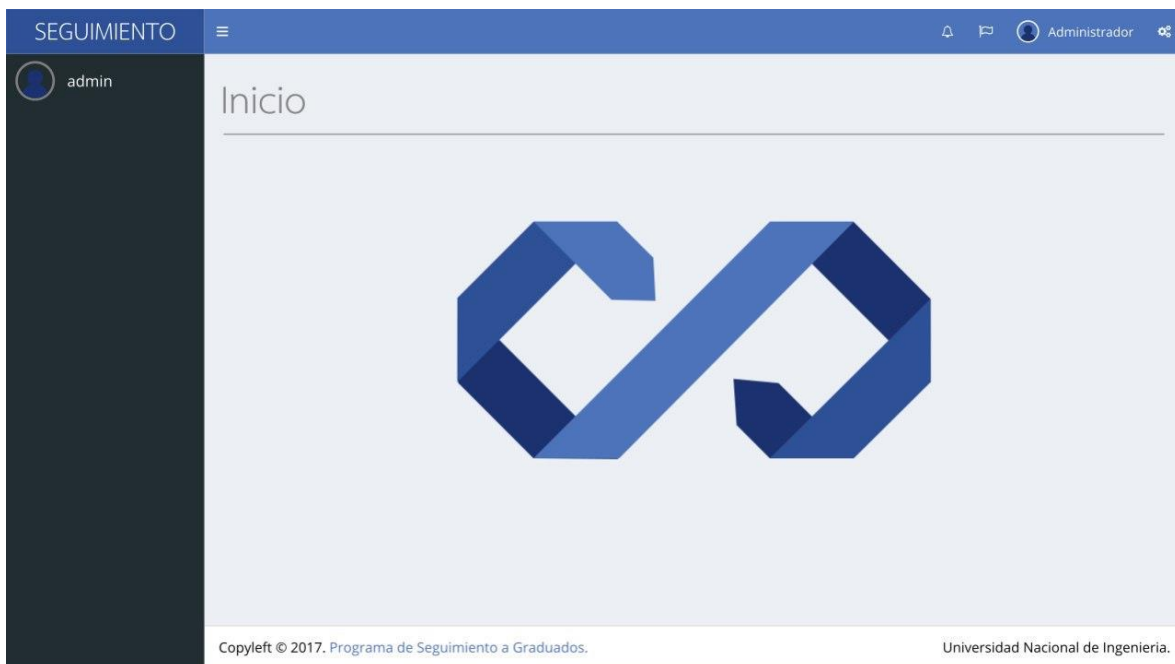 SEGUIMIENTO
Administrador
admin
Inicio
Copyleft © 2017. Programa de Seguimiento a Graduados.
Universidad Nacional de Ingenieria.